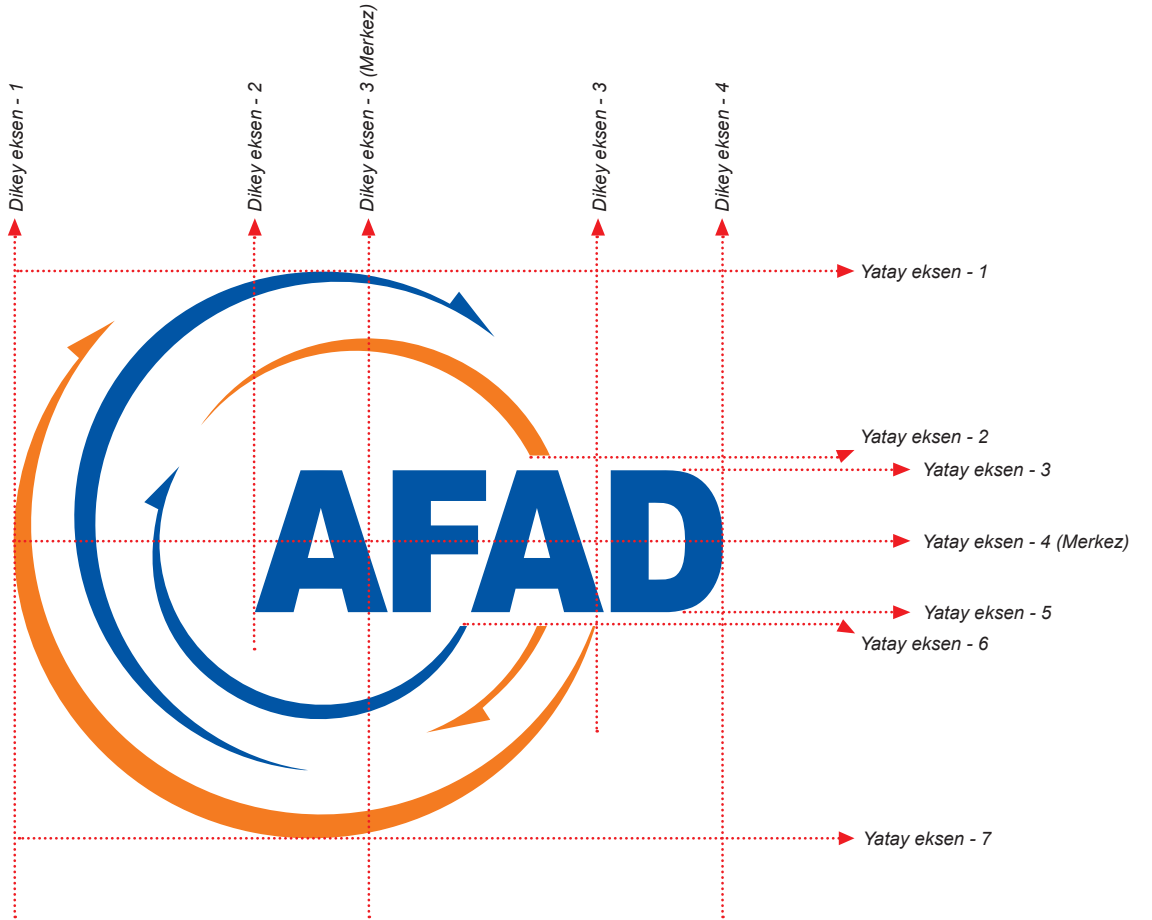 Dikey eksen - 1
Dikey eksen - 2
Dikey eksen - 3 (Merkez)
Dikey eksen - 3
Dikey eksen - 4
Yatay eksen - 1
Yatay eksen - 2
Yatay eksen - 3
AFAD
Yatay eksen - 4 (Merkez)
Yatay eksen - 5
Yatay eksen - 6
Yatay eksen - 7